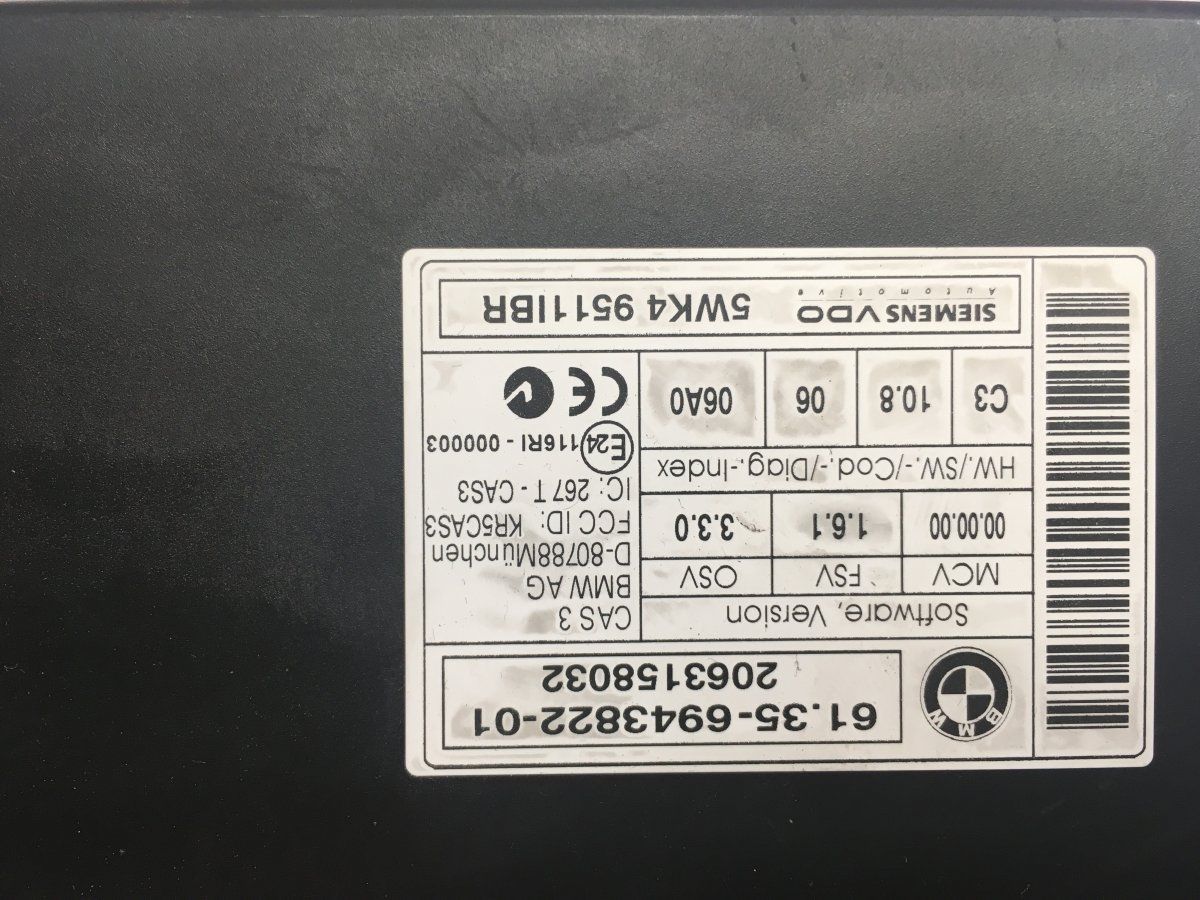 BMW
61.35-6943822-01
2063158032
Software, Version
MCV FSV OSV
00.00.00 1.6.1 3.3.0
HW./SW.-/Cod.-/Diag.-Index
C3 10.8 06 06A0
CAS 3
BMW AG
D-80788München
FCC ID: KR5CAS3
IC: 267 T - CAS3
E24 116RI - 000003
CE
SIEMENS VDO 5WK4 95111IBR
Automotive